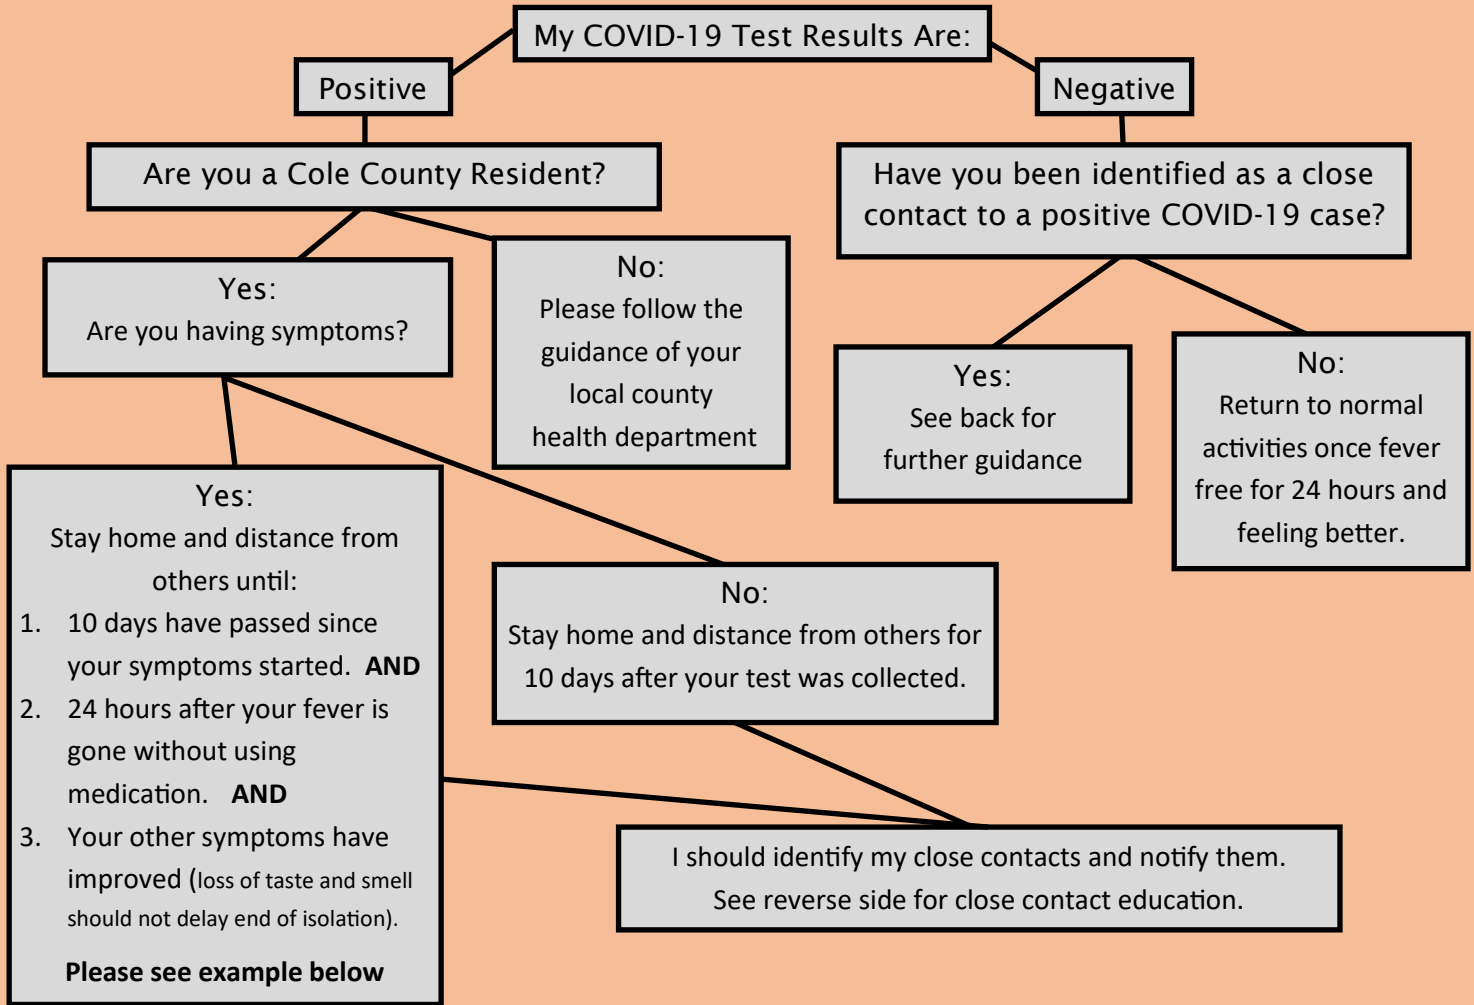 My COVID-19 Test Results Are:
Positive
Negative
Are you a Cole County Resident?
Have you been identified as a close
contact to a positive COVID-19 case?
Yes:
Are you having symptoms?
No:
Please follow the
guidance of your
local county
health department
Yes:
See back for
further guidance
No:
Return to normal
activities once fever
free for 24 hours and
feeling better.
Yes:
Stay home and distance from
others until:
1. 10 days have passed since
your symptoms started. AND
2. 24 hours after your fever is
gone without using
medication. AND
3. Your other symptoms have
improved (loss of taste and smell
should not delay end of isolation).
Please see example below
No:
Stay home and distance from others for
10 days after your test was collected.
I should identify my close contacts and notify them.
See reverse side for close contact education.